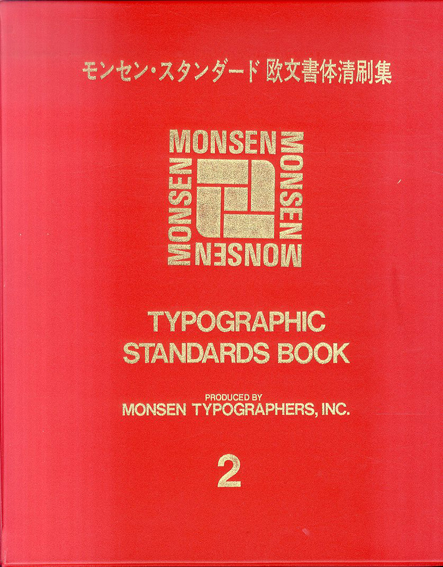 モンセン・スタンダード 欧文書体清刷集
MONSEN
MONSEN
MONSEN
MONSEN
TYPOGRAPHIC
STANDARDS BOOK
PRODUCED BY
MONSEN TYPOGRAPHERS, INC.
2